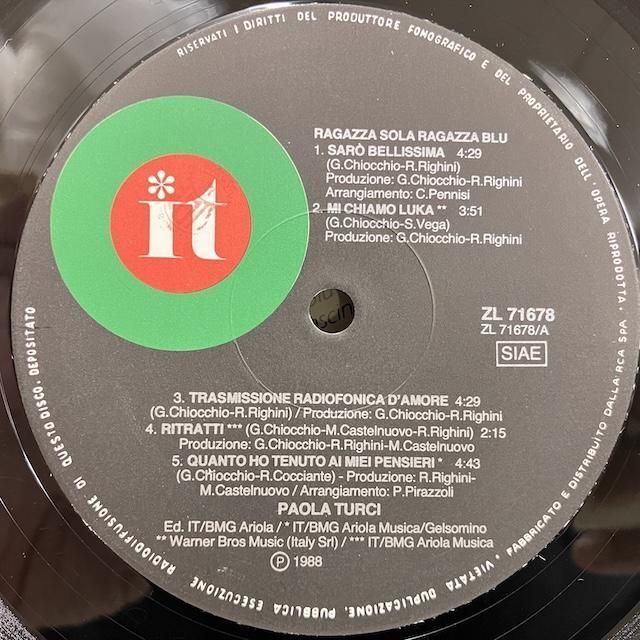 RISERVATI I DIRITTI DEL PRODUTTORE FONOGRAFICO E DEL PROPRIETARIO DELL'OPERA RIPRODOTTA.
it
RAGAZZA SOLA RAGAZZA BLU
1. SARÒ BELLISSIMA 4:29
(G.Chiocchio-R.Righini)
Produzione: G.Chiocchio-R.Righini
Arrangiamento: C.Pennisi
2. MI CHIAMO LUKA ** 3:51
(G.Chiocchio-S.Vega)
Produzione: G.Chiocchio-R.Righini
ZL 71678
ZL 71678/A
SIAE
3. TRASMISSIONE RADIOFONICA D'AMORE 4:29
(G.Chiocchio-R.Righini) / Produzione: G.Chiocchio-R.Righini
4. RITRATTI *** (G.Chiocchio-M.Castelnuovo-R.Righini) 2:15
Produzione: G.Chiocchio-R.Righini-M.Castelnuovo
5. QUANTO HO TENUTO AI MIEI PENSIERI * 4:43
(G.Chiocchio-R.Cocciante) - Produzione: R.Righini-
M.Castelnuovo / Arrangiamento: P.Pirazzoli
PAOLA TURCI
Ed. IT/BMG Ariola / * IT/BMG Ariola Musica/Gelsomino
** Warner Bros Music (Italy Srl) / *** IT/BMG Ariola Musica
Ⓟ 1988
VIETATA DUPLICAZIONE, PUBBLICA ESECUZIONE RADIODIFFUSIONE DI QUESTO DISCO. DEPOSITATO
FABBRICATO E DISTRIBUÌTO DALLA RCA SPA •